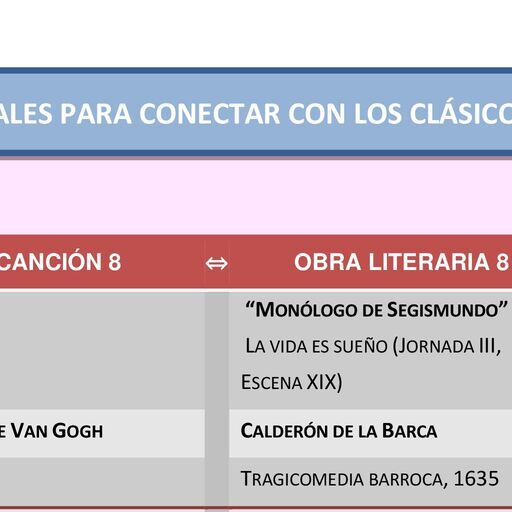 ALES PARA CONECTAR CON LOS CLÁSICO
CANCIÓN 8 ⇔ OBRA LITERARIA 8
“MONÓLOGO DE SEGISMUNDO”
LA VIDA ES SUEÑO (JORNADA III,
ESCENA XIX)
E VAN GOGH CALDERÓN DE LA BARCA
TRAGICOMEDIA BARROCA, 1635